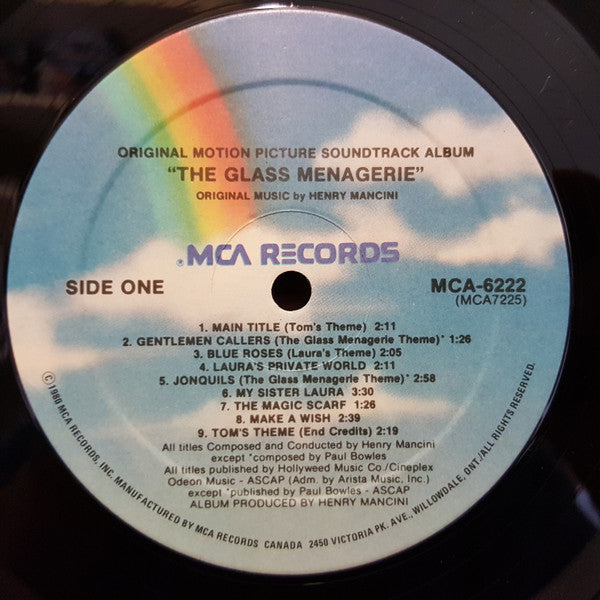 ORIGINAL MOTION PICTURE SOUNDTRACK ALBUM
"THE GLASS MENAGERIE"
ORIGINAL MUSIC by HENRY MANCINI
®MCA RECORDS
SIDE ONE
MCA-6222
(MCA7225)
1. MAIN TITLE (Tom's Theme) 2:11
2. GENTLEMEN CALLERS (The Glass Menagerie Theme)* 1:26
3. BLUE ROSES (Laura's Theme) 2:05
4. LAURA'S PRIVATE WORLD 2:11
5. JONQUILS (The Glass Menagerie Theme)* 2:58
6. MY SISTER LAURA 3:30
7. THE MAGIC SCARF 1:26
8. MAKE A WISH 2:39
9. TOM'S THEME (End Credits) 2:19
All titles Composed and Conducted by Henry Mancini
except *composed by Paul Bowles
All titles published by Hollyweed Music Co./Cineplex
Odeon Music - ASCAP (Adm. by Arista Music, Inc.)
except *published by Paul Bowles - ASCAP
ALBUM PRODUCED BY HENRY MANCINI
©1980 MCA RECORDS, INC. MANUFACTURED BY MCA RECORDS CANADA 2450 VICTORIA PK. AVE., WILLOWDALE, ONT./ALL RIGHTS RESERVED.